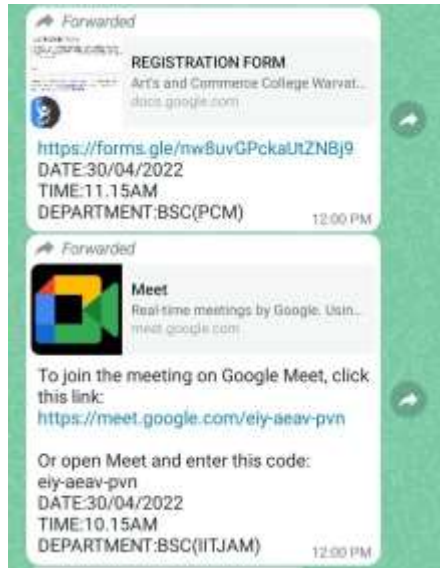 Forwarded
REGISTRATION FORM
Art's and Commerce College Warvat...
docs.google.com
https://forms.gle/nw8uvGPckaUtZNBj9
DATE:30/04/2022
TIME:11.15AM
DEPARTMENT:BSC(PCM)
12:00 PM
Forwarded
Meet
Real-time meetings by Google. Usin...
meet.google.com
To join the meeting on Google Meet, click
this link:
https://meet.google.com/eiy-aeav-pvn
Or open Meet and enter this code:
eiy-aeav-pvn
DATE:30/04/2022
TIME:10.15AM
DEPARTMENT:BSC(IITJAM)
12:00 PM